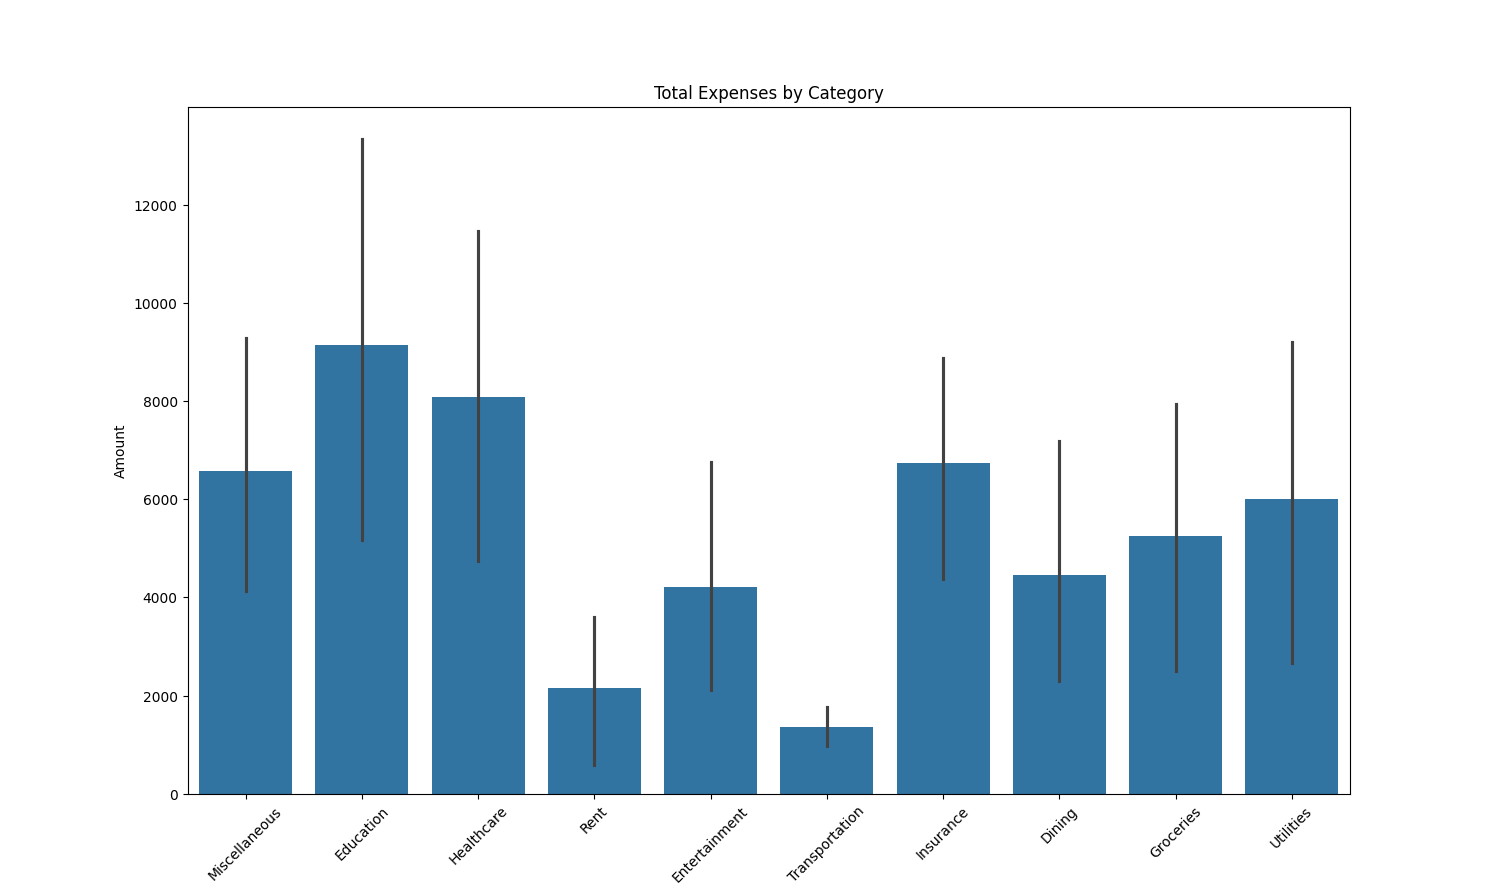 Total Expenses by Category
Amount
12000
10000
8000
6000
4000
2000
0
Miscellaneous
Education
Healthcare
Rent
Entertainment
Transportation
Insurance
Dining
Groceries
Utilities